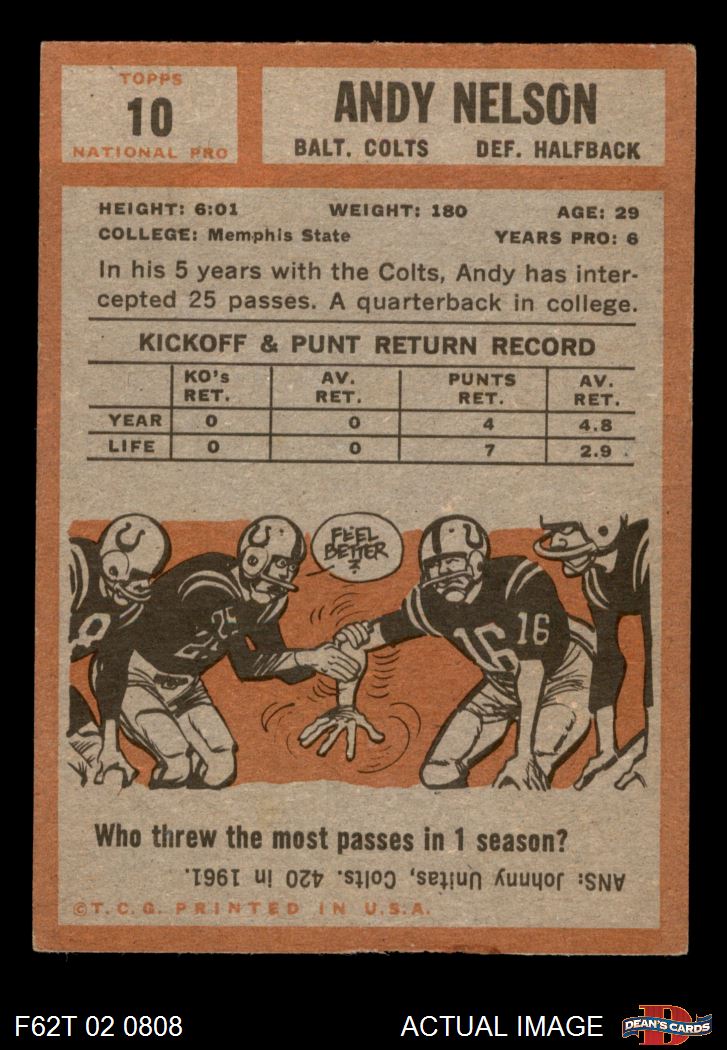 TOPPS
10
NATIONAL PRO
ANDY NELSON
BALT. COLTS DEF. HALFBACK
HEIGHT: 6:01 WEIGHT: 180 AGE: 29
COLLEGE: Memphis State YEARS PRO: 6
In his 5 years with the Colts, Andy has inter-
cepted 25 passes. A quarterback in college.
KICKOFF & PUNT RETURN RECORD
KO's RET. AV. RET. PUNTS RET. AV. RET.
YEAR 0 0 4 4.8
LIFE 0 0 7 2.9
FEEL
BETTER
?
25
16 16
Who threw the most passes in 1 season?
ANS: Johnny Unitas, Colts. 420 in 1961.
©T.C.G. PRINTED IN U.S.A.
F62T 02 0808 ACTUAL IMAGE
DEAN'S CARDS